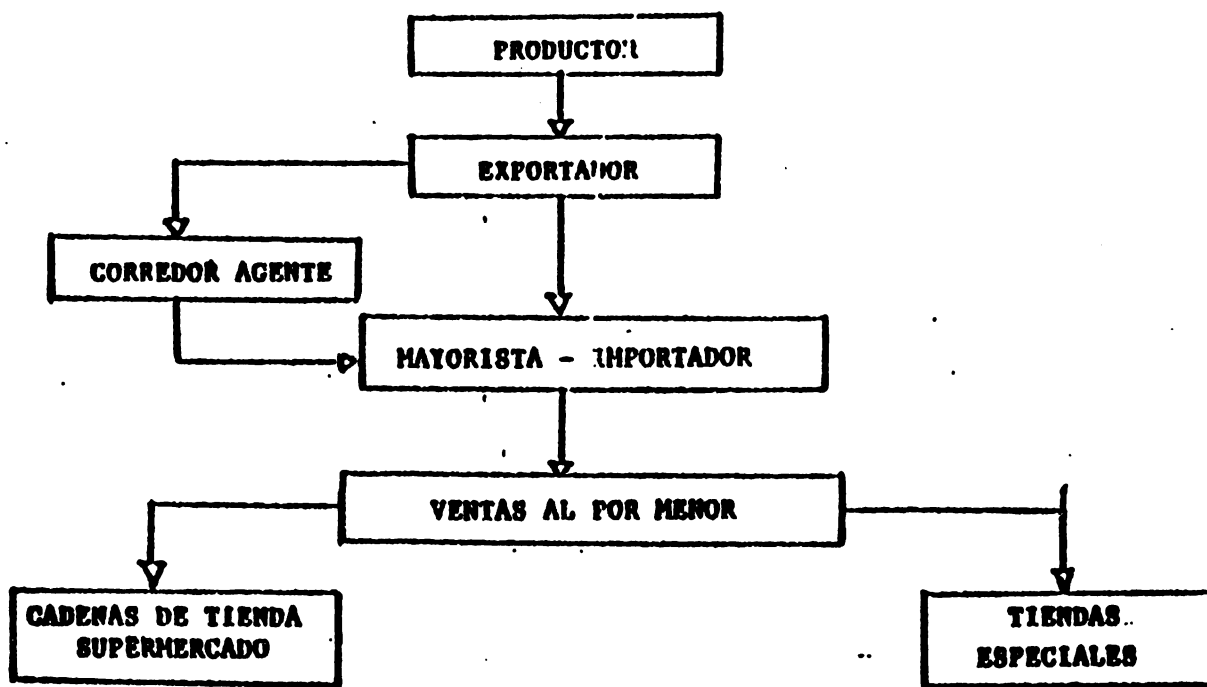 PRODUCTOR
EXPORTADOR
CORREDOR AGENTE
MAYORISTA - IMPORTADOR
VENTAS AL POR MENOR
CADENAS DE TIENDA
SUPERMERCADO
TIENDAS
ESPECIALES